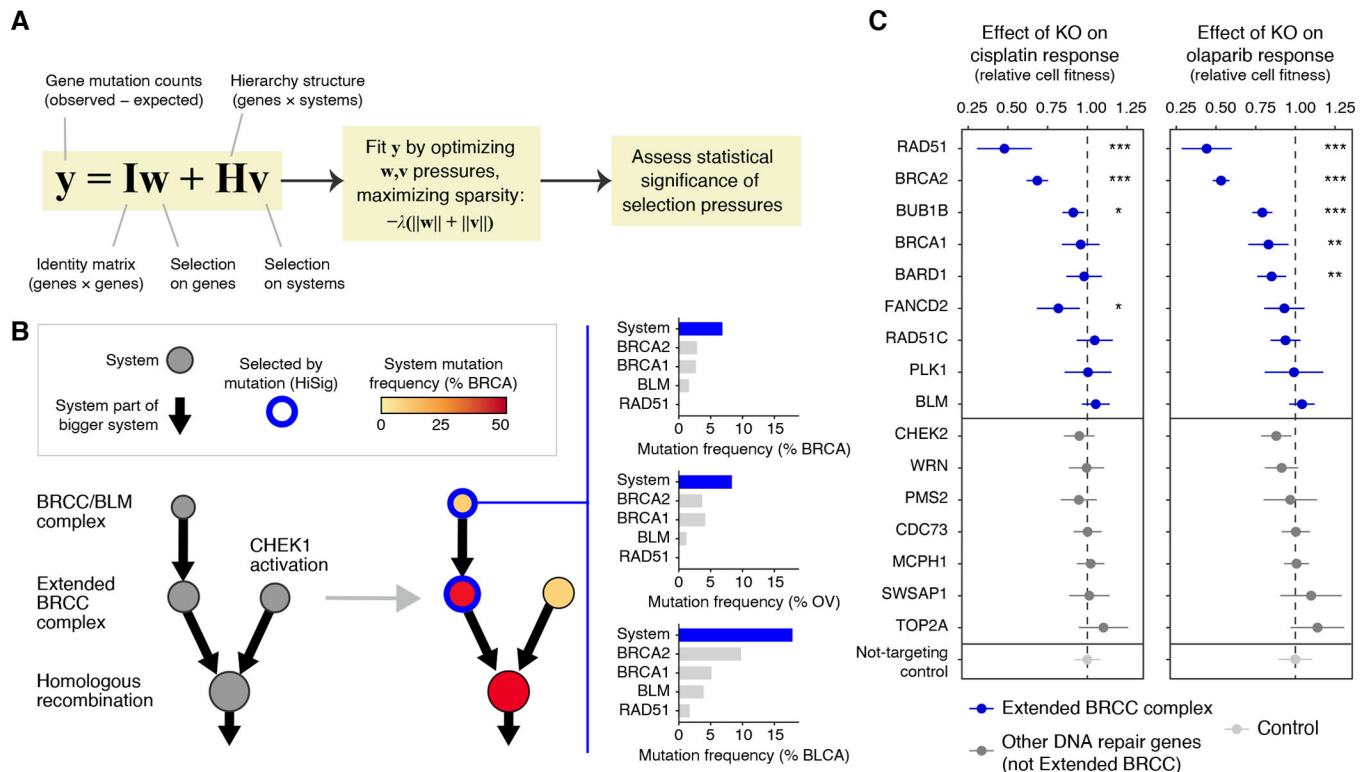 A
Gene mutation counts
(observed − expected)
Hierarchy structure
(genes × systems)
y = Iw + Hv
Identity matrix
(genes × genes)
Selection
on genes
Selection
on systems
Fit y by optimizing
w,v pressures,
maximizing sparsity:
−λ(||w|| + ||v||)
Assess statistical
significance of
selection pressures
B
System
System part of
bigger system
Selected by
mutation (HiSig)
System mutation
frequency (% BRCA)
0 25 50
BRCC/BLM
complex
CHEK1
activation
Extended
BRCC
complex
Homologous
recombination
System
BRCA2
BRCA1
BLM
RAD51
0 5 10 15
Mutation frequency (% BRCA)
System
BRCA2
BRCA1
BLM
RAD51
0 5 10 15
Mutation frequency (% OV)
System
BRCA2
BRCA1
BLM
RAD51
0 5 10 15
Mutation frequency (% BLCA)
C
Effect of KO on
cisplatin response
(relative cell fitness)
0.25 0.50 0.75 1.00 1.25
Effect of KO on
olaparib response
(relative cell fitness)
0.25 0.50 0.75 1.00 1.25
RAD51 *** ***
BRCA2 *** ***
BUB1B * ***
BRCA1 **
BARD1 **
FANCD2 *
RAD51C
PLK1
BLM
CHEK2
WRN
PMS2
CDC73
MCPH1
SWSAP1
TOP2A
Not-targeting
control
Extended BRCC complex
Other DNA repair genes
(not Extended BRCC)
Control